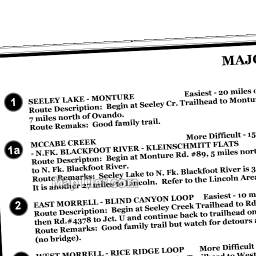 MAJO
1 SEELEY LAKE - MONTURE Easiest - 20 miles o
Route Description: Begin at Seeley Cr. Trailhead to Montu
7 miles north of Ovando.
Route Remaks: Good family trail.
1a MCCABE CREEK More Difficult - 15
- N.FK. BLACKFOOT RIVER - KLEINSCHMITT FLATS
Route Descripton: Begin at Monture Rd. #89, 5 miles nort
to N. Fk. Blackfoot River.
Route Remarks: Seeley Lake to N. Fk. Blackfoot River is 3
It is another 27 miles to Lincoln. Refer to the Lincoln Area
2 EAST MORRELL - BLIND CANYON LOOP Easiest - 10 m
Route Description: Begin at Seeley Creek Trailhead to Rd
then Rd.#4378 to Jct. U and continue back to trailhead on
Route Remarks: Good family trail but watch for detours a
(no bridge).
WEST MORRELL - RICE RIDGE LOOP More Difficult